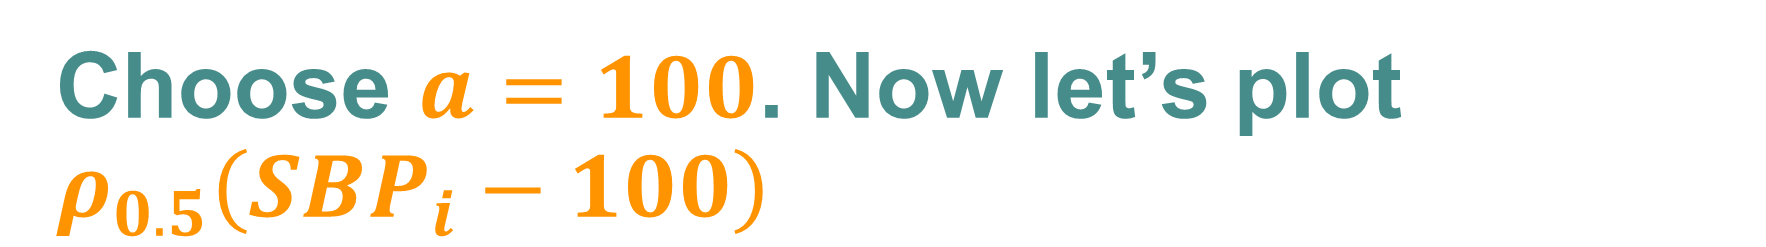 Choose a = 100. Now let’s plot
ρ₀.₅(SBPᵢ − 100)